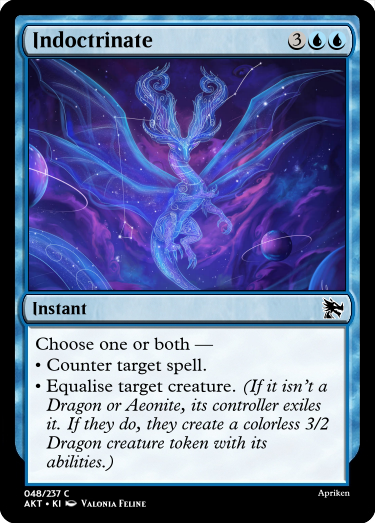 Indoctrinate 3
Instant
Choose one or both —
• Counter target spell.
• Equalise target creature. (If it isn't a
Dragon or Aeonite, its controller exiles
it. If they do, they create a colorless 3/2
Dragon creature token with its
abilities.)
048/237 C Apriken
AKT • KI Valonia Feline